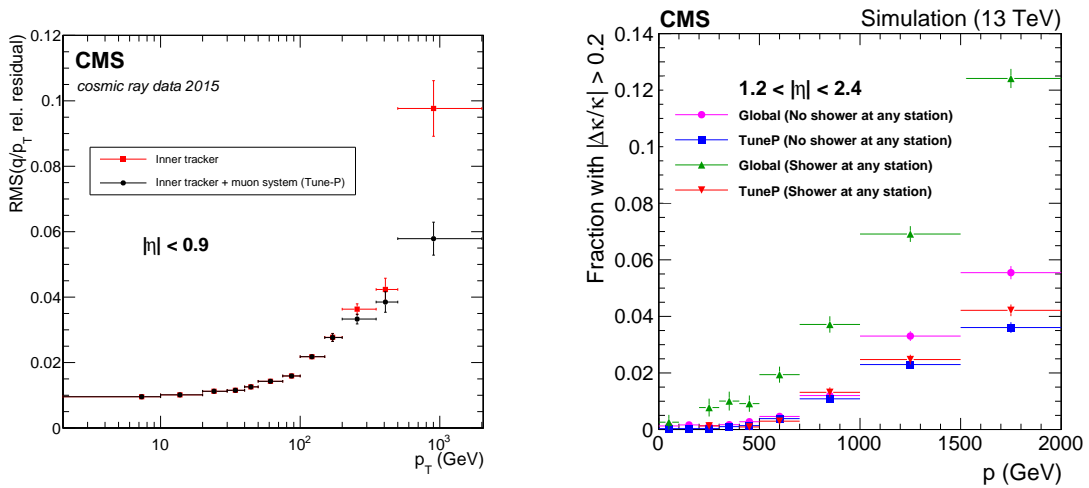 CMS
cosmic ray data 2015
Inner tracker
Inner tracker + muon system (Tune-P)
|η| < 0.9
RMS(q/p_T rel. residual)
0.12
0.1
0.08
0.06
0.04
0.02
0
10
10²
10³
p_T (GeV)
CMS
Simulation (13 TeV)
1.2 < |η| < 2.4
Global (No shower at any station)
TuneP (No shower at any station)
Global (Shower at any station)
TuneP (Shower at any station)
Fraction with |Δκ/κ| > 0.2
0.14
0.12
0.1
0.08
0.06
0.04
0.02
0
0
500
1000
1500
2000
p (GeV)